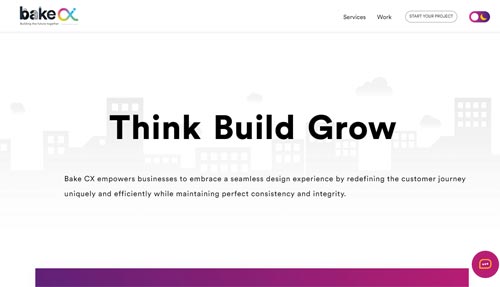 bake CX
Building the future together
Services
Work
START YOUR PROJECT
Think Build Grow
Bake CX empowers businesses to embrace a seamless design experience by redefining the customer journey
uniquely and efficiently while maintaining perfect consistency and integrity.